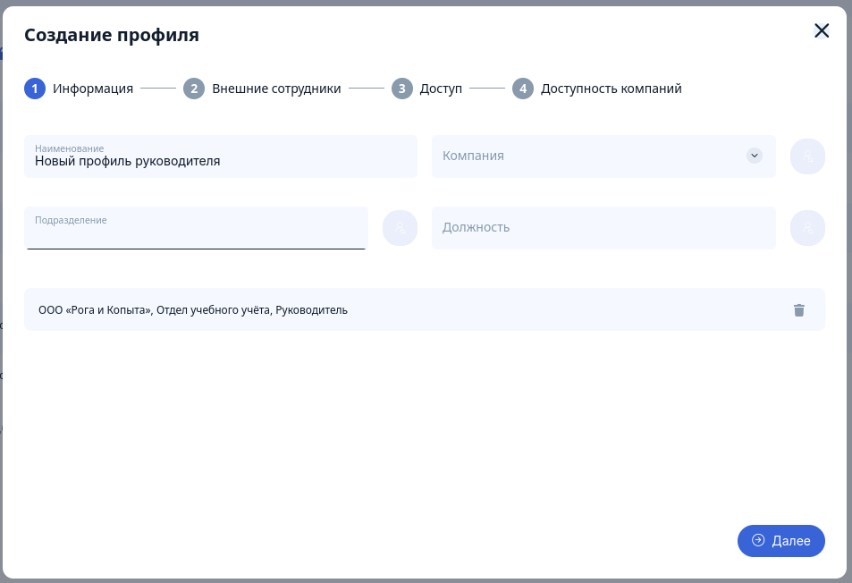 Создание профиля
1 Информация 2 Внешние сотрудники 3 Доступ 4 Доступность компаний
Наименование
Новый профиль руководителя
Компания
Подразделение
Должность
ООО «Рога и Копыта», Отдел учебного учёта, Руководитель
Далее